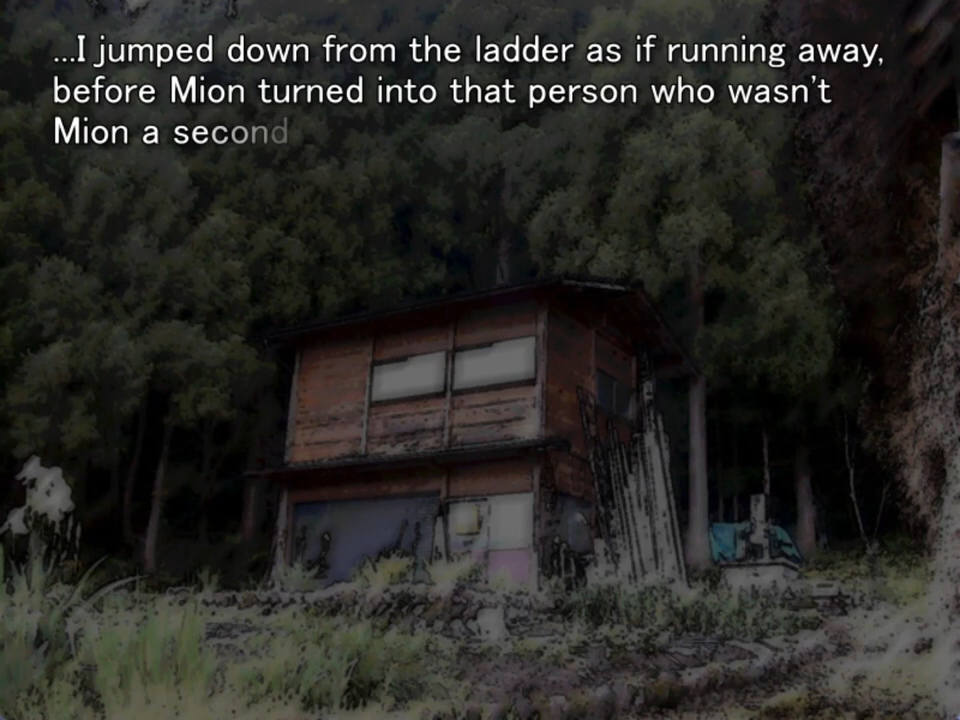 ...I jumped down from the ladder as if running away,
before Mion turned into that person who wasn't
Mion a second